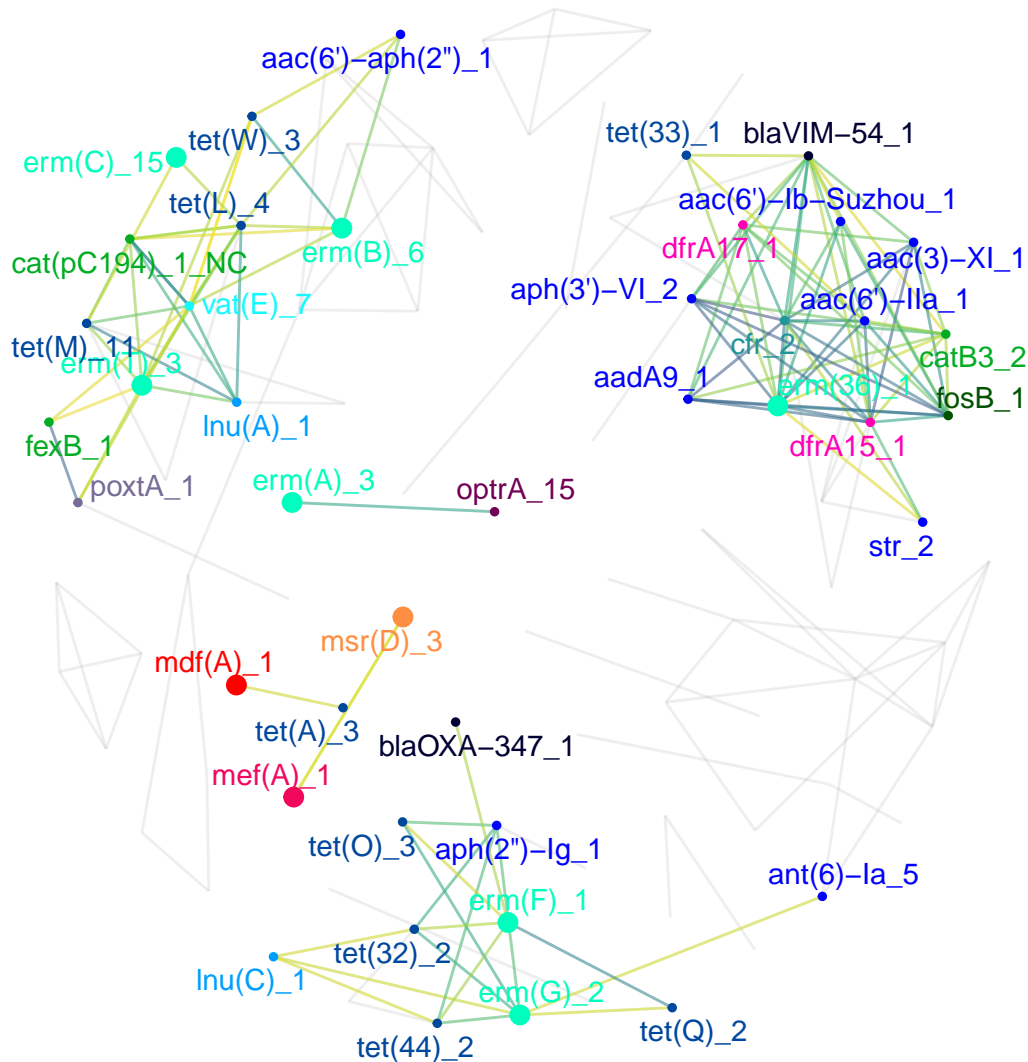 aac(6')−aph(2")_1
tet(W)_3
erm(C)_15
tet(L)_4
erm(B)_6
cat(pC194)_1_NC
vat(E)_7
tet(M)_11
erm(T)_3
lnu(A)_1
fexB_1
poxtA_1
erm(A)_3
optrA_15
tet(33)_1
blaVIM−54_1
aac(6')−Ib−Suzhou_1
dfrA17_1
aac(3)−XI_1
aph(3')−VI_2
aac(6')−IIa_1
cfr_2
catB3_2
aadA9_1
erm(36)_1
fosB_1
dfrA15_1
str_2
msr(D)_3
mdf(A)_1
tet(A)_3
blaOXA−347_1
mef(A)_1
tet(O)_3
aph(2")−Ig_1
ant(6)−Ia_5
erm(F)_1
tet(32)_2
lnu(C)_1
erm(G)_2
tet(44)_2
tet(Q)_2